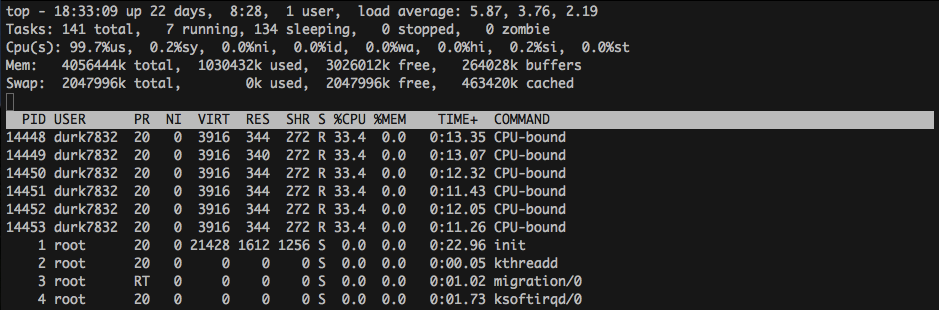 top - 18:33:09 up 22 days,  8:28,  1 user,  load average: 5.87, 3.76, 2.19
Tasks: 141 total,   7 running, 134 sleeping,   0 stopped,   0 zombie
Cpu(s): 99.7%us,  0.2%sy,  0.0%ni,  0.0%id,  0.0%wa,  0.0%hi,  0.2%si,  0.0%st
Mem:   4056444k total,  1030432k used,  3026012k free,   264028k buffers
Swap:  2047996k total,        0k used,  2047996k free,   463420k cached
  PID USER      PR  NI  VIRT  RES  SHR S %CPU %MEM    TIME+  COMMAND
14448 durk7832  20   0  3916  344  272 R 33.4  0.0   0:13.35 CPU-bound
14449 durk7832  20   0  3916  340  272 R 33.4  0.0   0:13.07 CPU-bound
14450 durk7832  20   0  3916  344  272 R 33.4  0.0   0:12.32 CPU-bound
14451 durk7832  20   0  3916  344  272 R 33.4  0.0   0:11.43 CPU-bound
14452 durk7832  20   0  3916  344  272 R 33.4  0.0   0:12.05 CPU-bound
14453 durk7832  20   0  3916  344  272 R 33.4  0.0   0:11.26 CPU-bound
    1 root      20   0 21428 1612 1256 S  0.0  0.0   0:22.96 init
    2 root      20   0     0    0    0 S  0.0  0.0   0:00.05 kthreadd
    3 root      RT   0     0    0    0 S  0.0  0.0   0:01.02 migration/0
    4 root      20   0     0    0    0 S  0.0  0.0   0:01.73 ksoftirqd/0